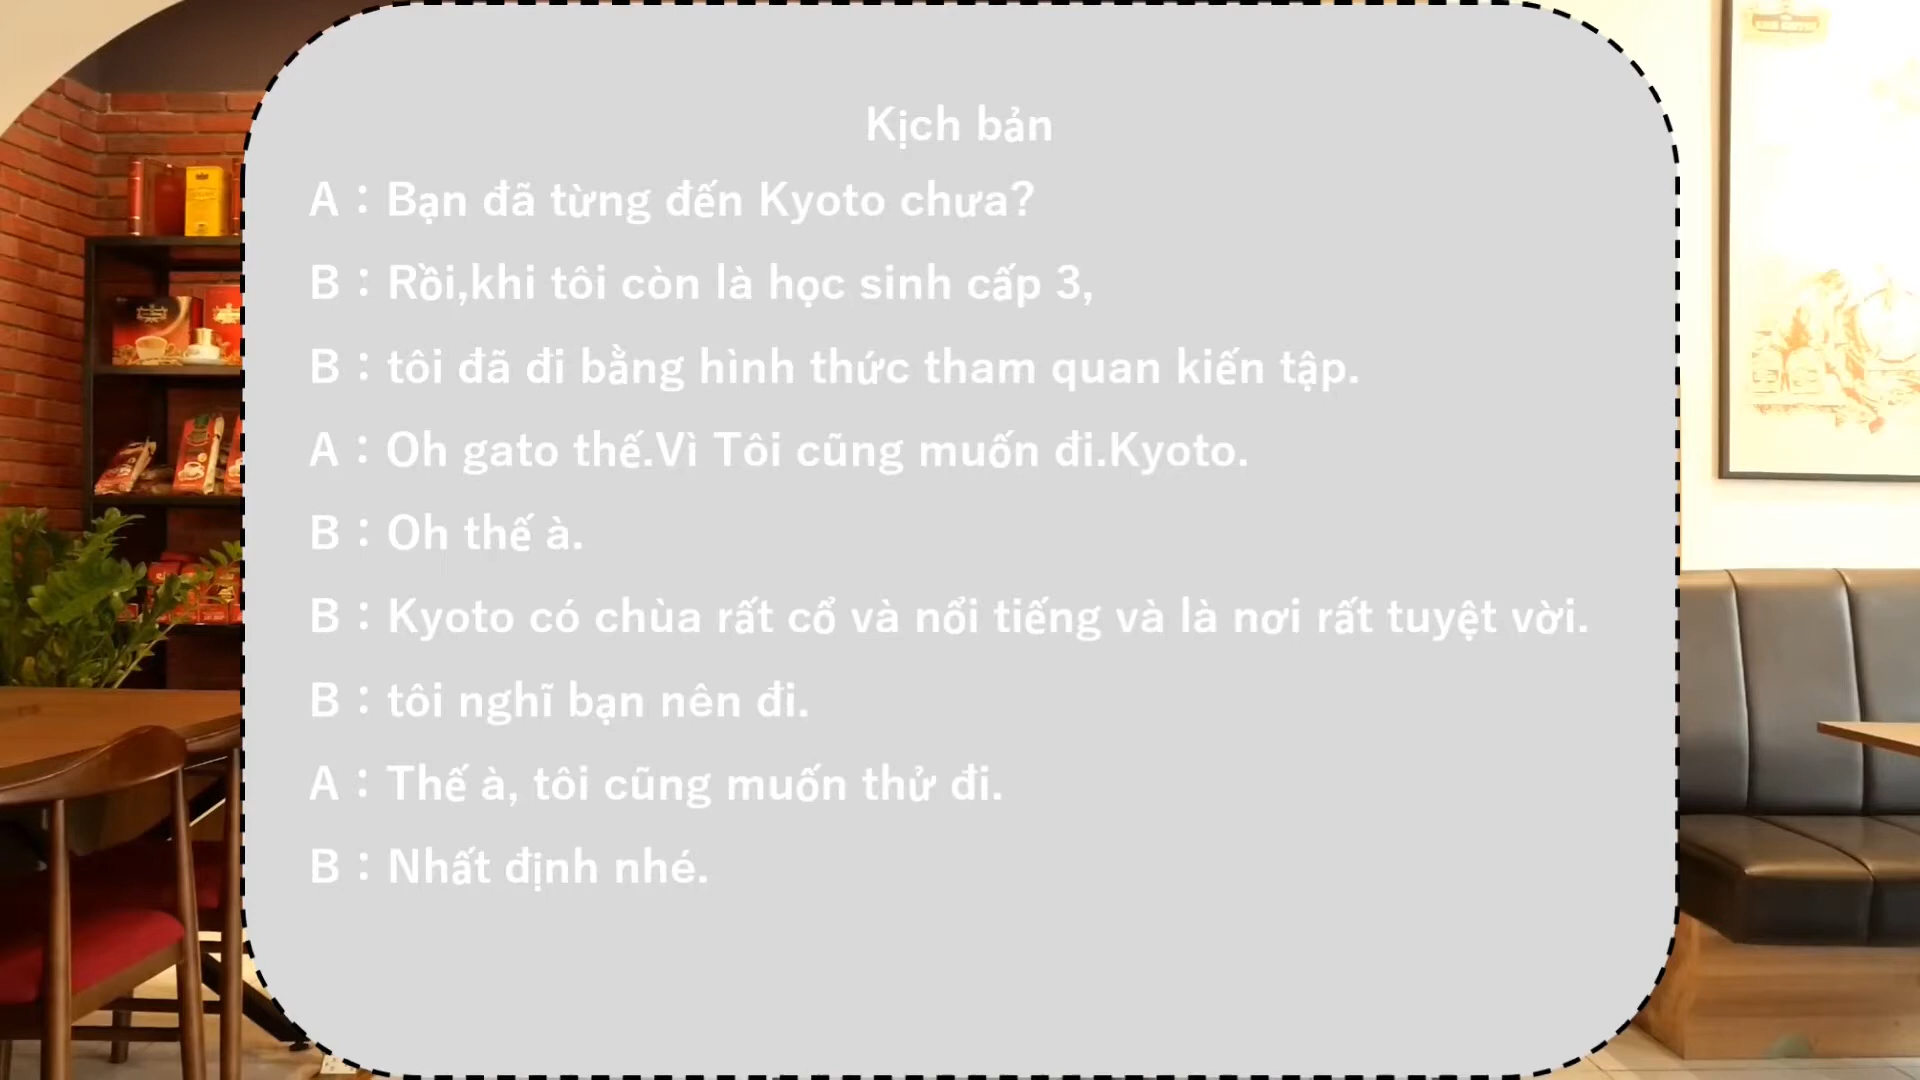 Kịch bản
A：Bạn đã từng đến Kyoto chưa?
B：Rồi,khi tôi còn là học sinh cấp 3,
B：tôi đã đi bằng hình thức tham quan kiến tập.
A：Oh gato thế.Vì Tôi cũng muốn đi.Kyoto.
B：Oh thế à.
B：Kyoto có chùa rất cổ và nổi tiếng và là nơi rất tuyệt vời.
B：tôi nghĩ bạn nên đi.
A：Thế à, tôi cũng muốn thử đi.
B：Nhất định nhé.